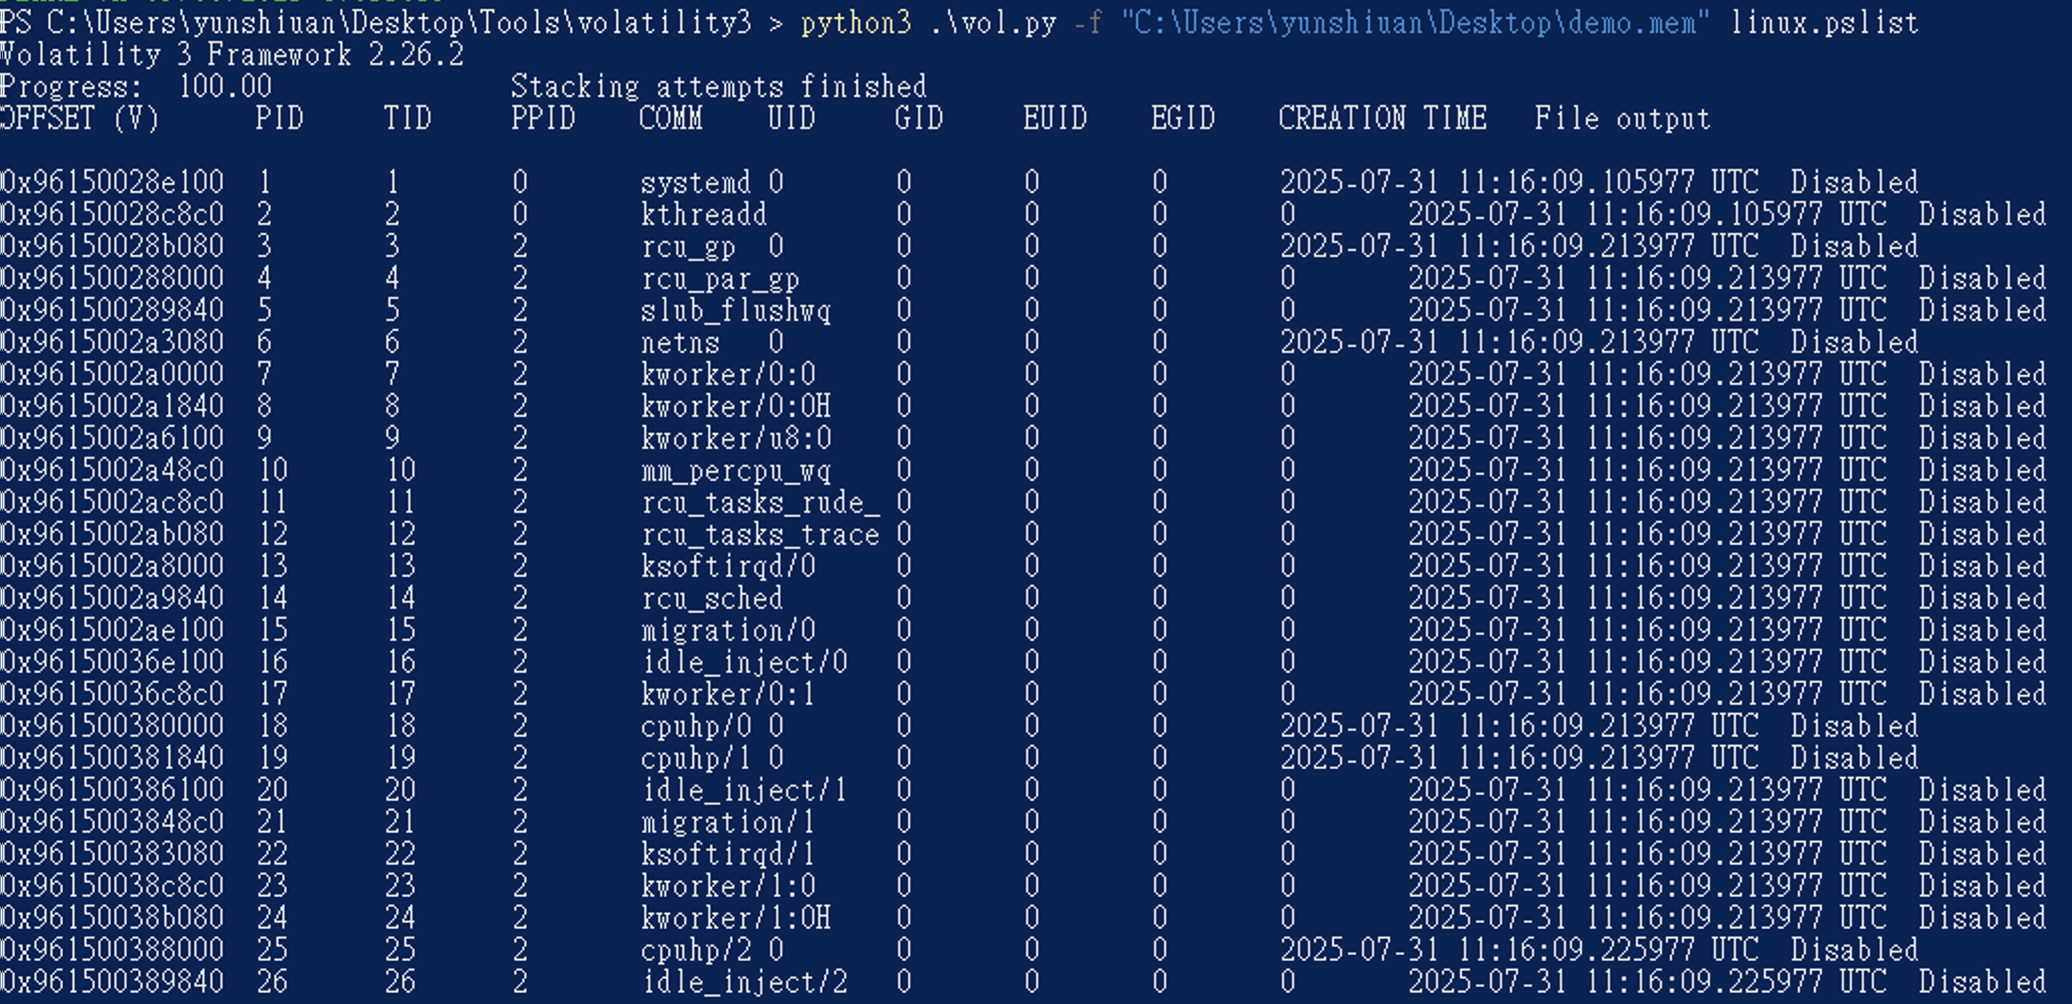 PS C:\Users\yunshiuan\Desktop\Tools\volatility3 > python3 .\vol.py -f "C:\Users\yunshiuan\Desktop\demo.mem" linux.pslist
Volatility 3 Framework 2.26.2
Progress:  100.00               Stacking attempts finished
OFFSET (V)      PID     TID     PPID    COMM    UID     GID     EUID    EGID    CREATION TIME   File output
0x96150028e100  1       1       0       systemd 0       0       0       0       2025-07-31 11:16:09.105977 UTC  Disabled
0x96150028c8c0  2       2       0       kthreadd        0       0       0       0       2025-07-31 11:16:09.105977 UTC  Disabled
0x96150028b080  3       3       2       rcu_gp  0       0       0       0       2025-07-31 11:16:09.213977 UTC  Disabled
0x961500288000  4       4       2       rcu_par_gp      0       0       0       0       2025-07-31 11:16:09.213977 UTC  Disabled
0x961500289840  5       5       2       slub_flushwq    0       0       0       0       2025-07-31 11:16:09.213977 UTC  Disabled
0x9615002a3080  6       6       2       netns   0       0       0       0       2025-07-31 11:16:09.213977 UTC  Disabled
0x9615002a0000  7       7       2       kworker/0:0     0       0       0       0       2025-07-31 11:16:09.213977 UTC  Disabled
0x9615002a1840  8       8       2       kworker/0:0H    0       0       0       0       2025-07-31 11:16:09.213977 UTC  Disabled
0x9615002a6100  9       9       2       kworker/u8:0    0       0       0       0       2025-07-31 11:16:09.213977 UTC  Disabled
0x9615002a48c0  10      10      2       mm_percpu_wq    0       0       0       0       2025-07-31 11:16:09.213977 UTC  Disabled
0x9615002ac8c0  11      11      2       rcu_tasks_rude_ 0       0       0       0       2025-07-31 11:16:09.213977 UTC  Disabled
0x9615002ab080  12      12      2       rcu_tasks_trace 0       0       0       0       2025-07-31 11:16:09.213977 UTC  Disabled
0x9615002a8000  13      13      2       ksoftirqd/0     0       0       0       0       2025-07-31 11:16:09.213977 UTC  Disabled
0x9615002a9840  14      14      2       rcu_sched       0       0       0       0       2025-07-31 11:16:09.213977 UTC  Disabled
0x9615002ae100  15      15      2       migration/0     0       0       0       0       2025-07-31 11:16:09.213977 UTC  Disabled
0x96150036e100  16      16      2       idle_inject/0   0       0       0       0       2025-07-31 11:16:09.213977 UTC  Disabled
0x96150036c8c0  17      17      2       kworker/0:1     0       0       0       0       2025-07-31 11:16:09.213977 UTC  Disabled
0x961500380000  18      18      2       cpuhp/0 0       0       0       0       2025-07-31 11:16:09.213977 UTC  Disabled
0x961500381840  19      19      2       cpuhp/1 0       0       0       0       2025-07-31 11:16:09.213977 UTC  Disabled
0x961500386100  20      20      2       idle_inject/1   0       0       0       0       2025-07-31 11:16:09.213977 UTC  Disabled
0x9615003848c0  21      21      2       migration/1     0       0       0       0       2025-07-31 11:16:09.213977 UTC  Disabled
0x961500383080  22      22      2       ksoftirqd/1     0       0       0       0       2025-07-31 11:16:09.213977 UTC  Disabled
0x96150038c8c0  23      23      2       kworker/1:0     0       0       0       0       2025-07-31 11:16:09.213977 UTC  Disabled
0x96150038b080  24      24      2       kworker/1:0H    0       0       0       0       2025-07-31 11:16:09.213977 UTC  Disabled
0x961500388000  25      25      2       cpuhp/2 0       0       0       0       2025-07-31 11:16:09.225977 UTC  Disabled
0x961500389840  26      26      2       idle_inject/2   0       0       0       0       2025-07-31 11:16:09.225977 UTC  Disabled